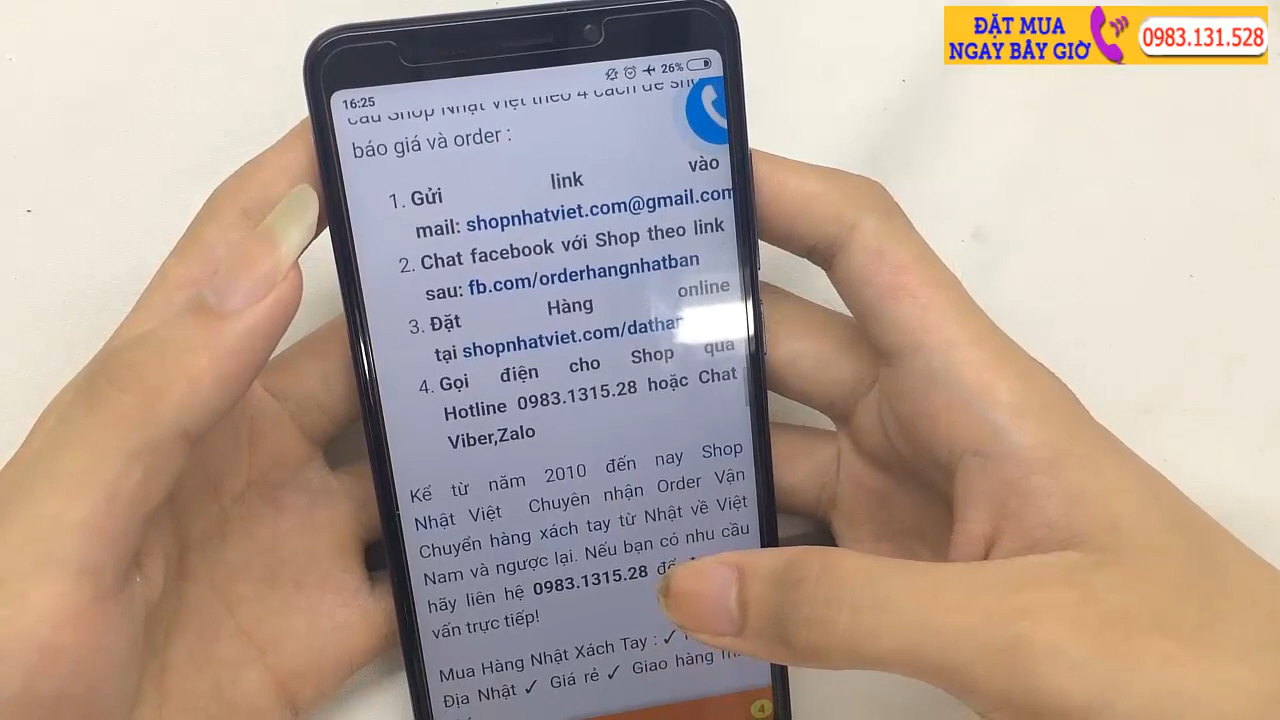 ĐẶT MUA
NGAY BÂY GIỜ
0983.131.528
16:25
26%
cầu Shop Nhật Việt theo 4 cách để
báo giá và order :
1. Gửi link vào
mail: shopnhatviet.com@gmail.com
2. Chat facebook với Shop theo link
sau: fb.com/orderhangnhatban
3. Đặt Hàng online
tại shopnhatviet.com/dathan
4. Gọi điện cho Shop qua
Hotline 0983.1315.28 hoặc Chat
Viber,Zalo
Kể từ năm 2010 đến nay Shop
Nhật Việt Chuyên nhận Order Vận
Chuyển hàng xách tay từ Nhật về Việt
Nam và ngược lại. Nếu bạn có nhu cầu
hãy liên hệ 0983.1315.28
vấn trực tiếp!
Mua Hàng Nhật Xách Tay : ✓
Địa Nhật ✓ Giá rẻ ✓ Giao hàng
4